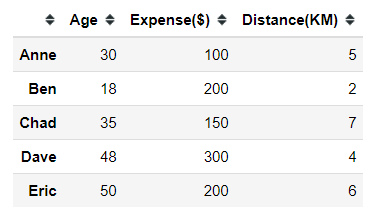 Age Expense($) Distance(KM)
Anne 30 100 5
Ben 18 200 2
Chad 35 150 7
Dave 48 300 4
Eric 50 200 6